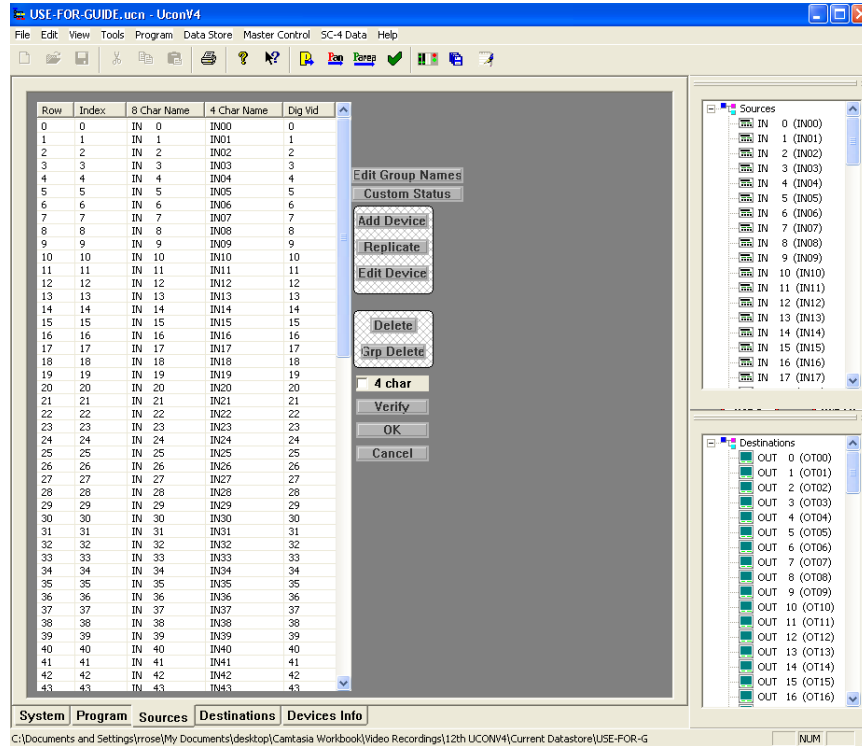 USE-FOR-GUIDE.ucn - UconV4
File Edit View Tools Program Data Store Master Control SC-4 Data Help
Pan Parep
Row Index 8 Char Name 4 Char Name Dig Vid
0 0 IN 0 IN00 0
1 1 IN 1 IN01 1
2 2 IN 2 IN02 2
3 3 IN 3 IN03 3
4 4 IN 4 IN04 4
5 5 IN 5 IN05 5
6 6 IN 6 IN06 6
7 7 IN 7 IN07 7
8 8 IN 8 IN08 8
9 9 IN 9 IN09 9
10 10 IN 10 IN10 10
11 11 IN 11 IN11 11
12 12 IN 12 IN12 12
13 13 IN 13 IN13 13
14 14 IN 14 IN14 14
15 15 IN 15 IN15 15
16 16 IN 16 IN16 16
17 17 IN 17 IN17 17
18 18 IN 18 IN18 18
19 19 IN 19 IN19 19
20 20 IN 20 IN20 20
21 21 IN 21 IN21 21
22 22 IN 22 IN22 22
23 23 IN 23 IN23 23
24 24 IN 24 IN24 24
25 25 IN 25 IN25 25
26 26 IN 26 IN26 26
27 27 IN 27 IN27 27
28 28 IN 28 IN28 28
29 29 IN 29 IN29 29
30 30 IN 30 IN30 30
31 31 IN 31 IN31 31
32 32 IN 32 IN32 32
33 33 IN 33 IN33 33
34 34 IN 34 IN34 34
35 35 IN 35 IN35 35
36 36 IN 36 IN36 36
37 37 IN 37 IN37 37
38 38 IN 38 IN38 38
39 39 IN 39 IN39 39
40 40 IN 40 IN40 40
41 41 IN 41 IN41 41
42 42 IN 42 IN42 42
43 43 IN 43 IN43 43
Edit Group Names
Custom Status
Add Device
Replicate
Edit Device
Delete
Grp Delete
4 char
Verify
OK
Cancel
Sources
IN 0 (IN00)
IN 1 (IN01)
IN 2 (IN02)
IN 3 (IN03)
IN 4 (IN04)
IN 5 (IN05)
IN 6 (IN06)
IN 7 (IN07)
IN 8 (IN08)
IN 9 (IN09)
IN 10 (IN10)
IN 11 (IN11)
IN 12 (IN12)
IN 13 (IN13)
IN 14 (IN14)
IN 15 (IN15)
IN 16 (IN16)
IN 17 (IN17)
Destinations
OUT 0 (OT00)
OUT 1 (OT01)
OUT 2 (OT02)
OUT 3 (OT03)
OUT 4 (OT04)
OUT 5 (OT05)
OUT 6 (OT06)
OUT 7 (OT07)
OUT 8 (OT08)
OUT 9 (OT09)
OUT 10 (OT10)
OUT 11 (OT11)
OUT 12 (OT12)
OUT 13 (OT13)
OUT 14 (OT14)
OUT 15 (OT15)
OUT 16 (OT16)
System Program Sources Destinations Devices Info
C:\Documents and Settings\rrose\My Documents\desktop\Camtasia Workbook\Video Recordings\12th UCONV4\Current Datastore\USE-FOR-G
NUM